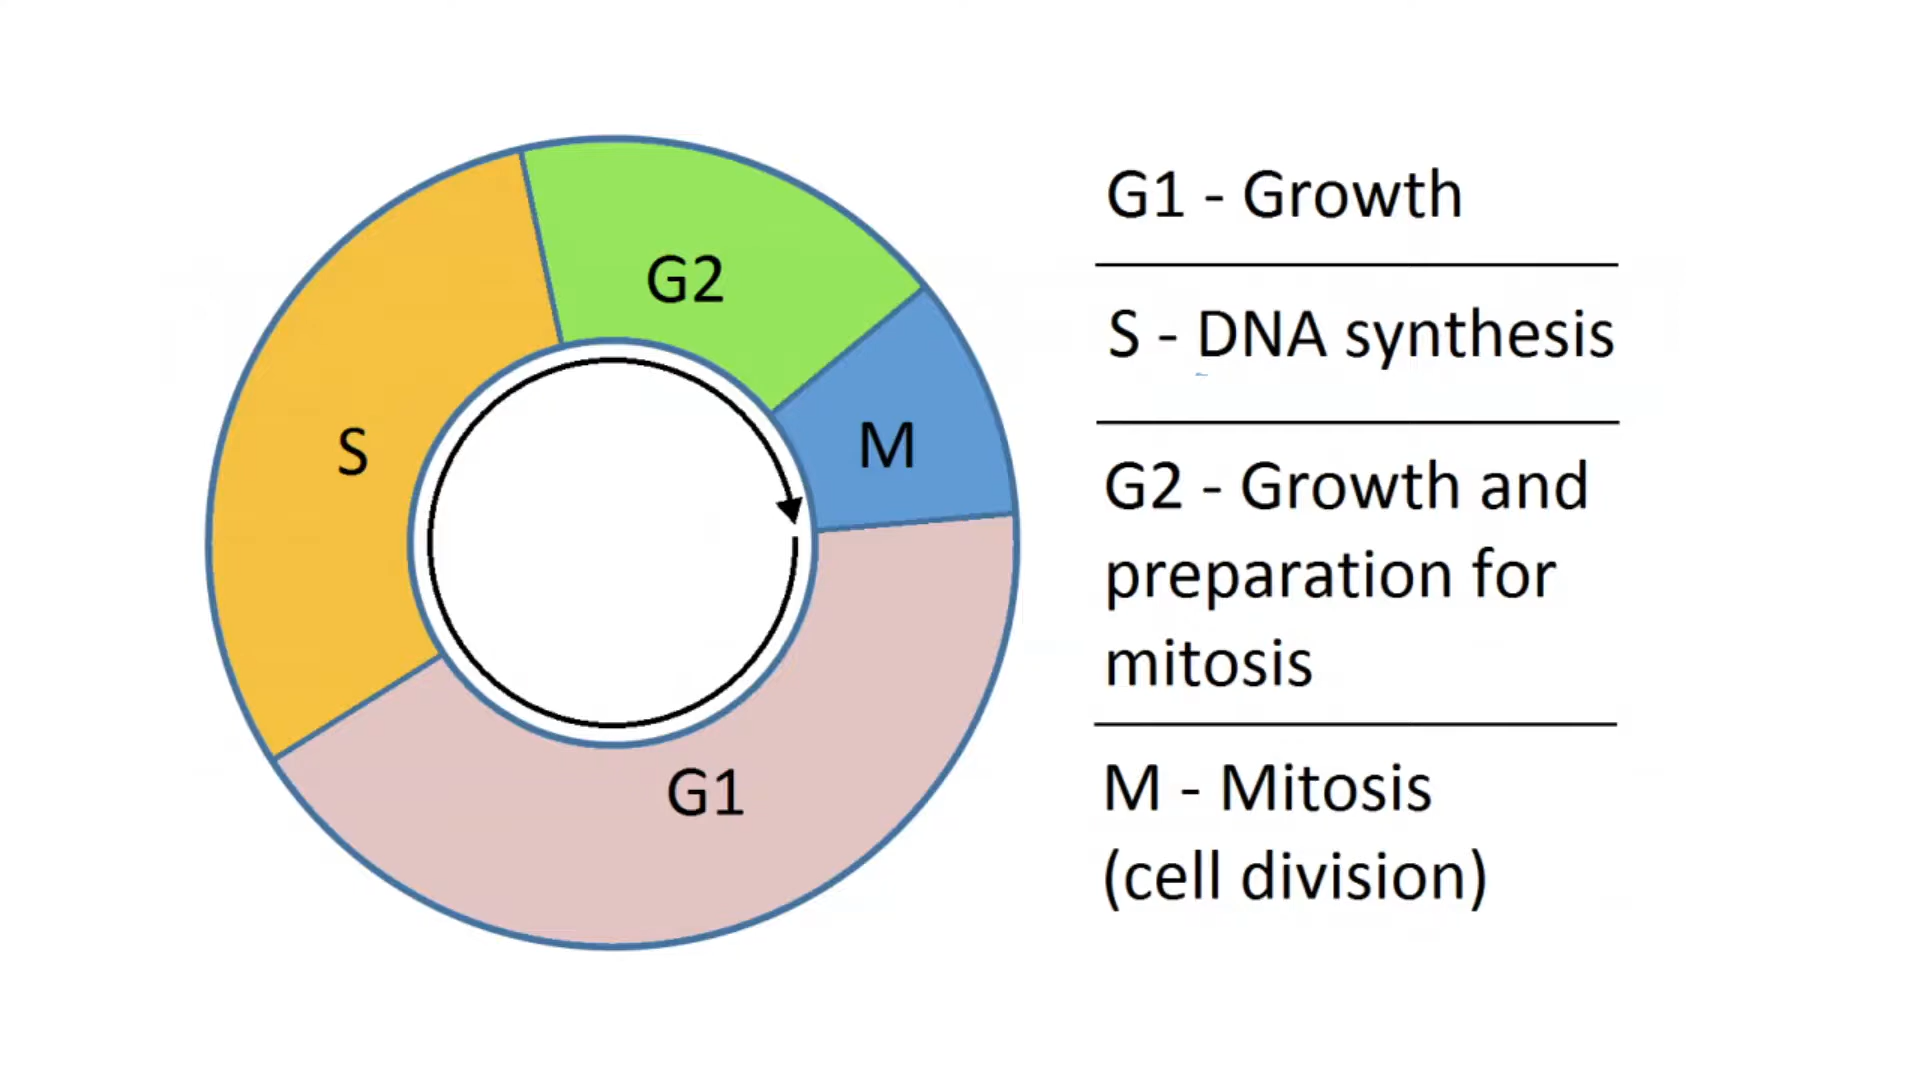 G2
S
M
G1
G1 - Growth
S - DNA synthesis
G2 - Growth and
preparation for
mitosis
M - Mitosis
(cell division)